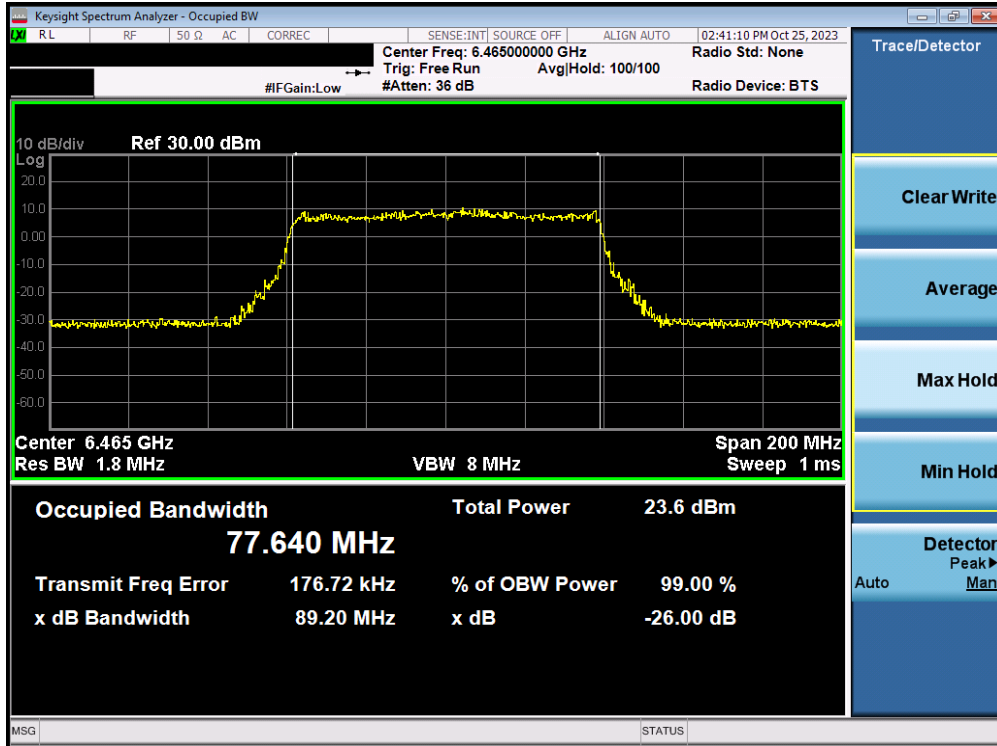 Keysight Spectrum Analyzer - Occupied BW
LXI RL RF 50 Ω AC CORREC SENSE:INT SOURCE OFF ALIGN AUTO 02:41:10 PM Oct 25, 2023
Center Freq: 6.465000000 GHz Radio Std: None
Trig: Free Run Avg|Hold: 100/100
#IFGain:Low #Atten: 36 dB Radio Device: BTS
10 dB/div Ref 30.00 dBm
Log
20.0
10.0
0.00
-10.0
-20.0
-30.0
-40.0
-50.0
-60.0
Center 6.465 GHz Span 200 MHz
Res BW 1.8 MHz VBW 8 MHz Sweep 1 ms
Occupied Bandwidth Total Power 23.6 dBm
77.640 MHz
Transmit Freq Error 176.72 kHz % of OBW Power 99.00 %
x dB Bandwidth 89.20 MHz x dB -26.00 dB
MSG STATUS
Trace/Detector
Clear Write
Average
Max Hold
Min Hold
Detector
Peak▶
Auto Man